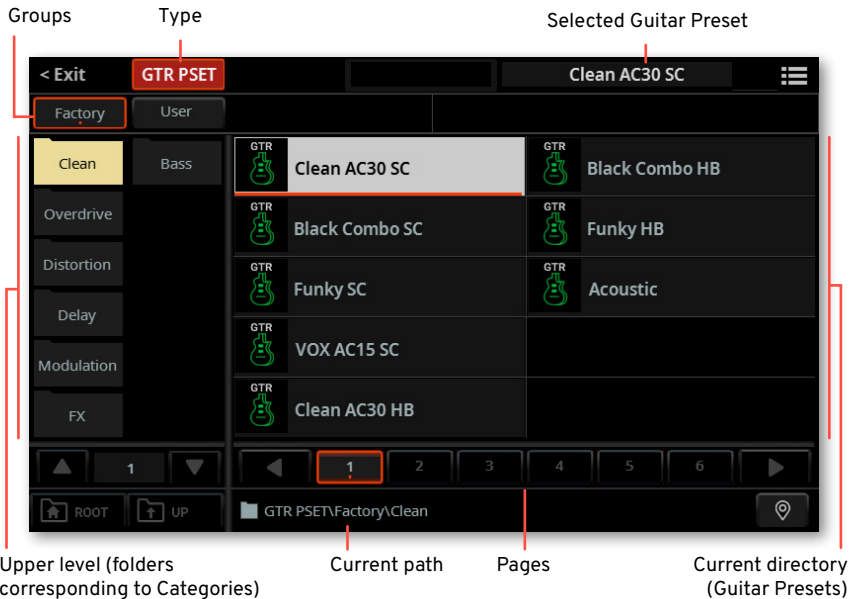 Groups
Type
Selected Guitar Preset
< Exit
GTR PSET
Clean AC30 SC
Factory
User
Clean
Bass
Overdrive
Distortion
Delay
Modulation
FX
GTR
Clean AC30 SC
GTR
Black Combo HB
GTR
Black Combo SC
GTR
Funky HB
GTR
Funky SC
GTR
Acoustic
GTR
VOX AC15 SC
GTR
Clean AC30 HB
1
1
2
3
4
5
6
ROOT
UP
GTR PSET\Factory\Clean
Upper level (folders
corresponding to Categories)
Current path
Pages
Current directory
(Guitar Presets)